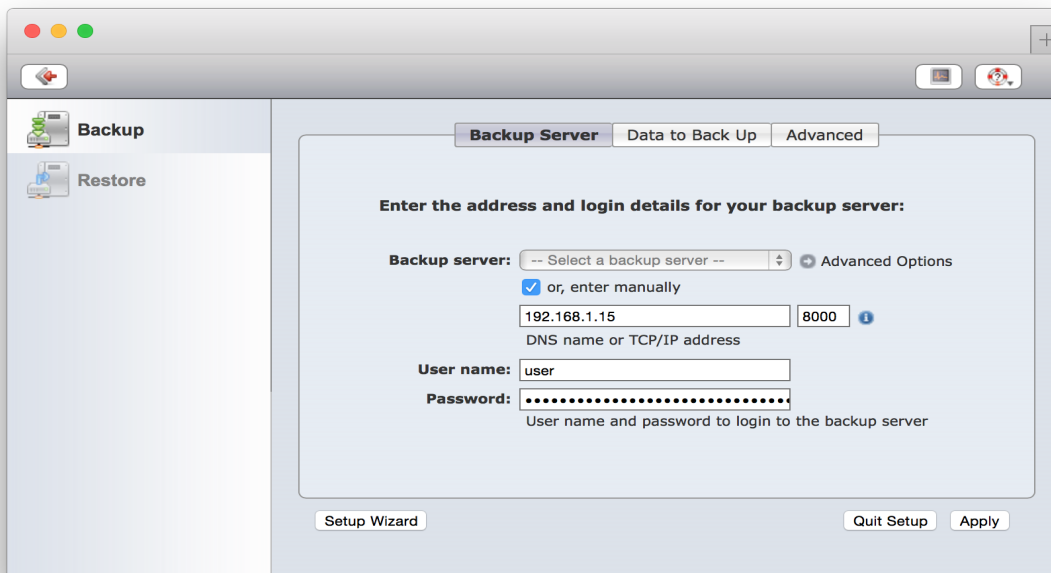 Backup
Restore
Backup Server Data to Back Up Advanced
Enter the address and login details for your backup server:
Backup server: -- Select a backup server -- Advanced Options
or, enter manually
192.168.1.15 8000
DNS name or TCP/IP address
User name: user
Password: •••••••••••••••••••••••••••••••
User name and password to login to the backup server
Setup Wizard Quit Setup Apply